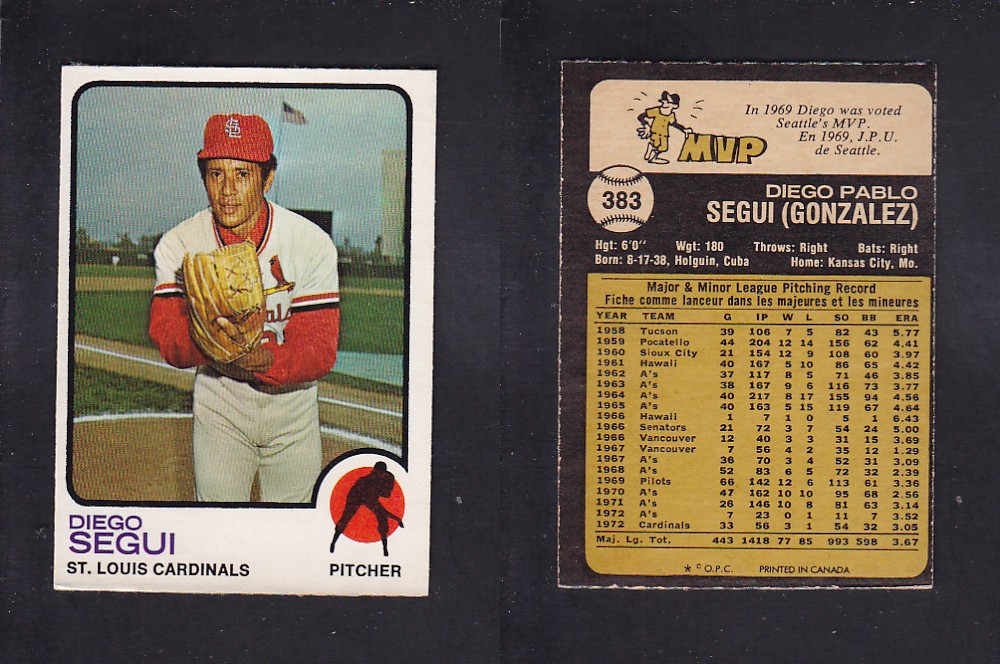 StL
DIEGO
SEGUI
ST. LOUIS CARDINALS
PITCHER
In 1969 Diego was voted
Seattle's MVP.
En 1969, J.P.U.
de Seattle.
MVP
383
DIEGO PABLO
SEGUI (GONZALEZ)
Hgt: 6'0" Wgt: 180 Throws: Right Bats: Right
Born: 8-17-38, Holguin, Cuba Home: Kansas City, Mo.
Major & Minor League Pitching Record
Fiche comme lanceur dans les majeures et les mineures
YEAR TEAM G IP W L SO BB ERA
1958 Tucson 39 106 7 5 82 43 5.77
1959 Pocatello 44 204 12 14 156 62 4.41
1960 Sioux City 21 154 12 9 108 60 3.97
1961 Hawaii 40 167 5 10 86 65 4.42
1962 A's 37 117 8 5 71 46 3.85
1963 A's 38 167 9 6 116 73 3.77
1964 A's 40 217 8 17 155 94 4.56
1965 A's 40 163 5 15 119 67 4.64
1966 Hawaii 1 7 1 0 5 1 6.43
1966 Senators 21 72 3 7 54 24 5.00
1966 Vancouver 12 40 3 3 31 15 3.69
1967 Vancouver 7 56 4 2 35 12 1.29
1967 A's 36 70 3 4 52 31 3.09
1968 A's 52 83 6 5 72 32 2.39
1969 Pilots 66 142 12 6 113 61 3.36
1970 A's 47 162 10 10 95 68 2.56
1971 A's 26 146 10 8 81 63 3.14
1972 A's 7 23 0 1 11 7 3.52
1972 Cardinals 33 56 3 1 54 32 3.05
Maj. Lg. Tot. 443 1418 77 85 993 598 3.67
* © O.P.C. PRINTED IN CANADA